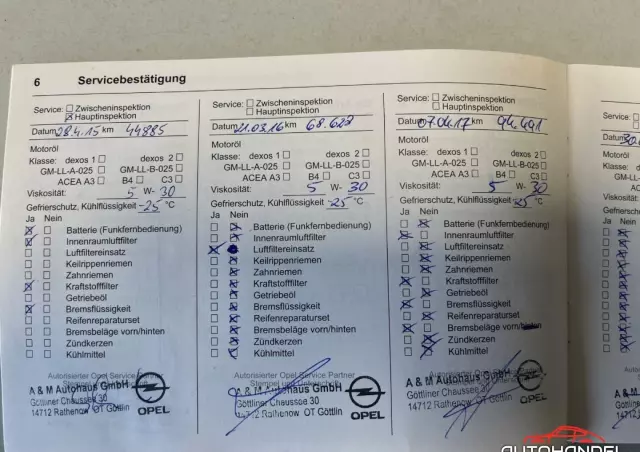 6 Servicebestätigung
Service: Zwischeninspektion
Hauptinspektion
Datum 28.4.15 km 44885
Motoröl
Klasse: dexos 1 dexos 2
GM-LL-A-025 GM-LL-B-025
ACEA A3 B4 C3
Viskosität: 5 W- 30
Gefrierschutz, Kühlflüssigkeit -25 °C
Ja Nein
Batterie (Funkfernbedienung)
Innenraumluftfilter
Luftfiltereinsatz
Keilrippenriemen
Zahnriemen
Kraftstofffilter
Getriebeöl
Bremsflüssigkeit
Reifenreparaturset
Bremsbeläge vorn/hinten
Zündkerzen
Kühlmittel
Autorisierter Opel Service Partner
A & M Autohaus GmbH
Göttliner Chaussee 30
14712 Rathenow OT Göttlin
OPEL
Service: Zwischeninspektion
Hauptinspektion
Datum 21.03.16 km 68.622
Motoröl
Klasse: dexos 1 dexos 2
GM-LL-A-025 GM-LL-B-025
ACEA A3 B4 C3
Viskosität: 5 W- 30
Gefrierschutz, Kühlflüssigkeit -25 °C
Ja Nein
Batterie (Funkfernbedienung)
Innenraumluftfilter
Luftfiltereinsatz
Keilrippenriemen
Zahnriemen
Kraftstofffilter
Getriebeöl
Bremsflüssigkeit
Reifenreparaturset
Bremsbeläge vorn/hinten
Zündkerzen
Kühlmittel
Autorisierter Opel Service Partner
A & M Autohaus GmbH
Göttliner Chaussee 30
14712 Rathenow OT Göttlin
OPEL
Service: Zwischeninspektion
Hauptinspektion
Datum 07.04.17 km 94.491
Motoröl
Klasse: dexos 1 dexos 2
GM-LL-A-025 GM-LL-B-025
ACEA A3 B4 C3
Viskosität: 5 W- 30
Gefrierschutz, Kühlflüssigkeit -25 °C
Ja Nein
Batterie (Funkfernbedienung)
Innenraumluftfilter
Luftfiltereinsatz
Keilrippenriemen
Zahnriemen
Kraftstofffilter
Getriebeöl
Bremsflüssigkeit
Reifenreparaturset
Bremsbeläge vorn/hinten
Zündkerzen
Kühlmittel
Autorisierter Opel Service Partner
A & M Autohaus GmbH
Göttliner Chaussee 30
14712 Rathenow OT Göttlin
OPEL
AUTOHANDEL